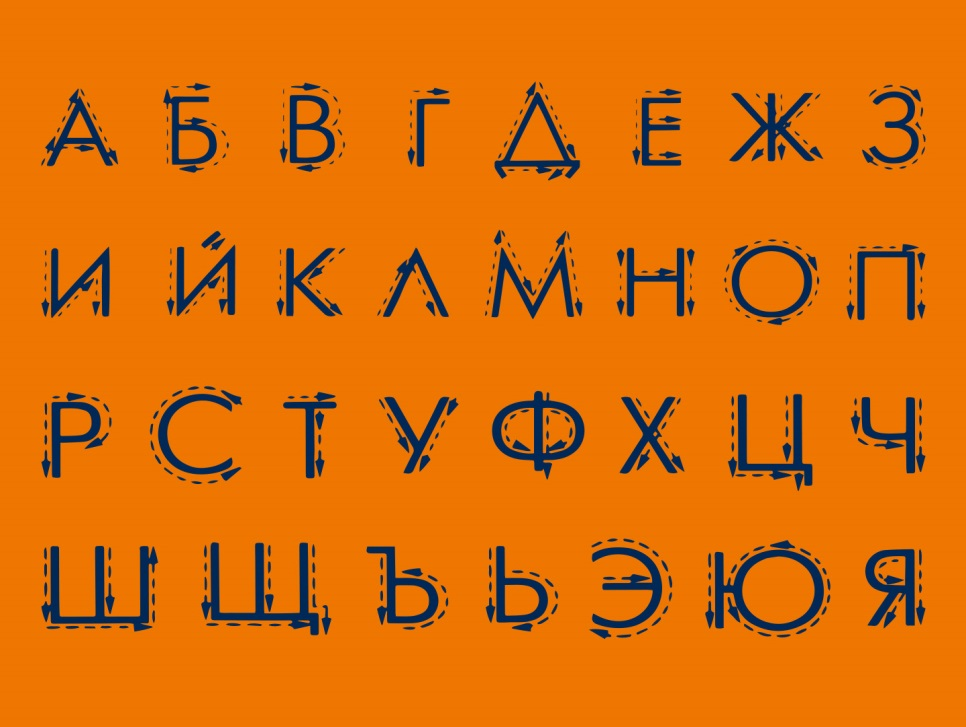 А Б В Г Д Е Ж З
И Й К Л М Н О П
Р С Т У Ф Х Ц Ч
Ш Щ Ъ Ь Э Ю Я